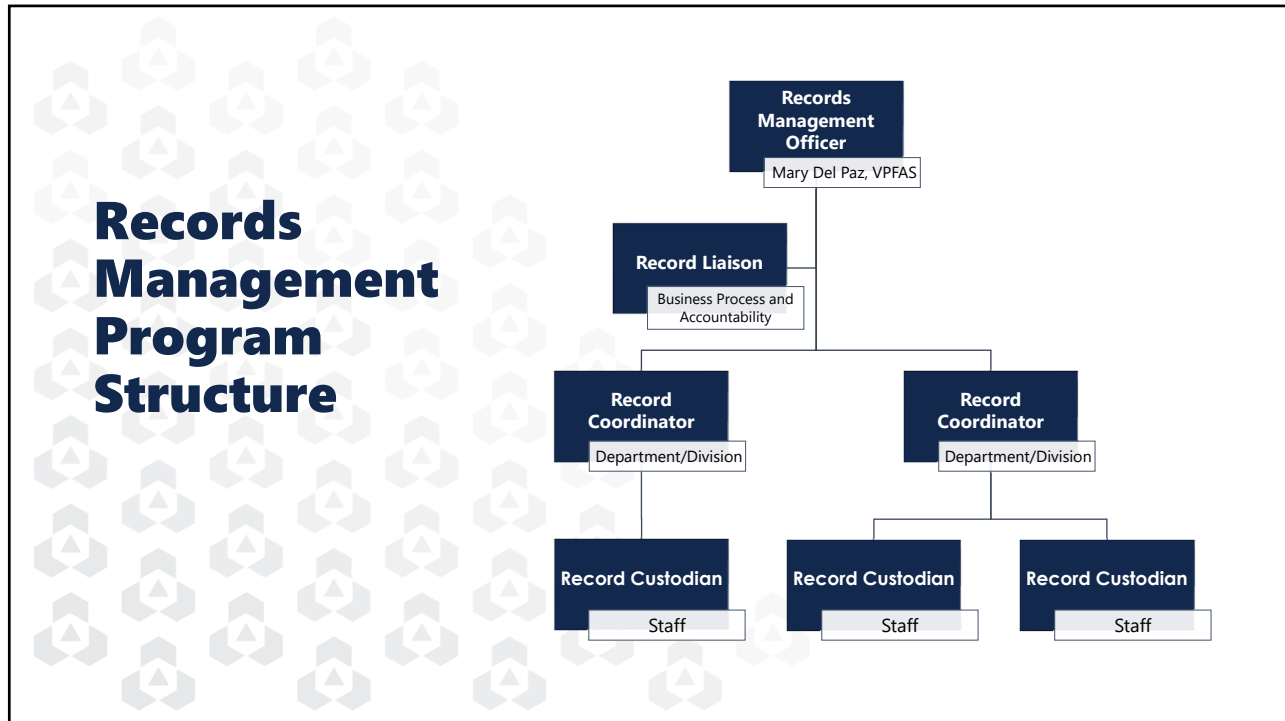 Records
Management
Program
Structure
Records
Management
Officer
Mary Del Paz, VPFAS
Record Liaison
Business Process and
Accountability
Record
Coordinator
Department/Division
Record
Coordinator
Department/Division
Record Custodian
Staff
Record Custodian
Staff
Record Custodian
Staff